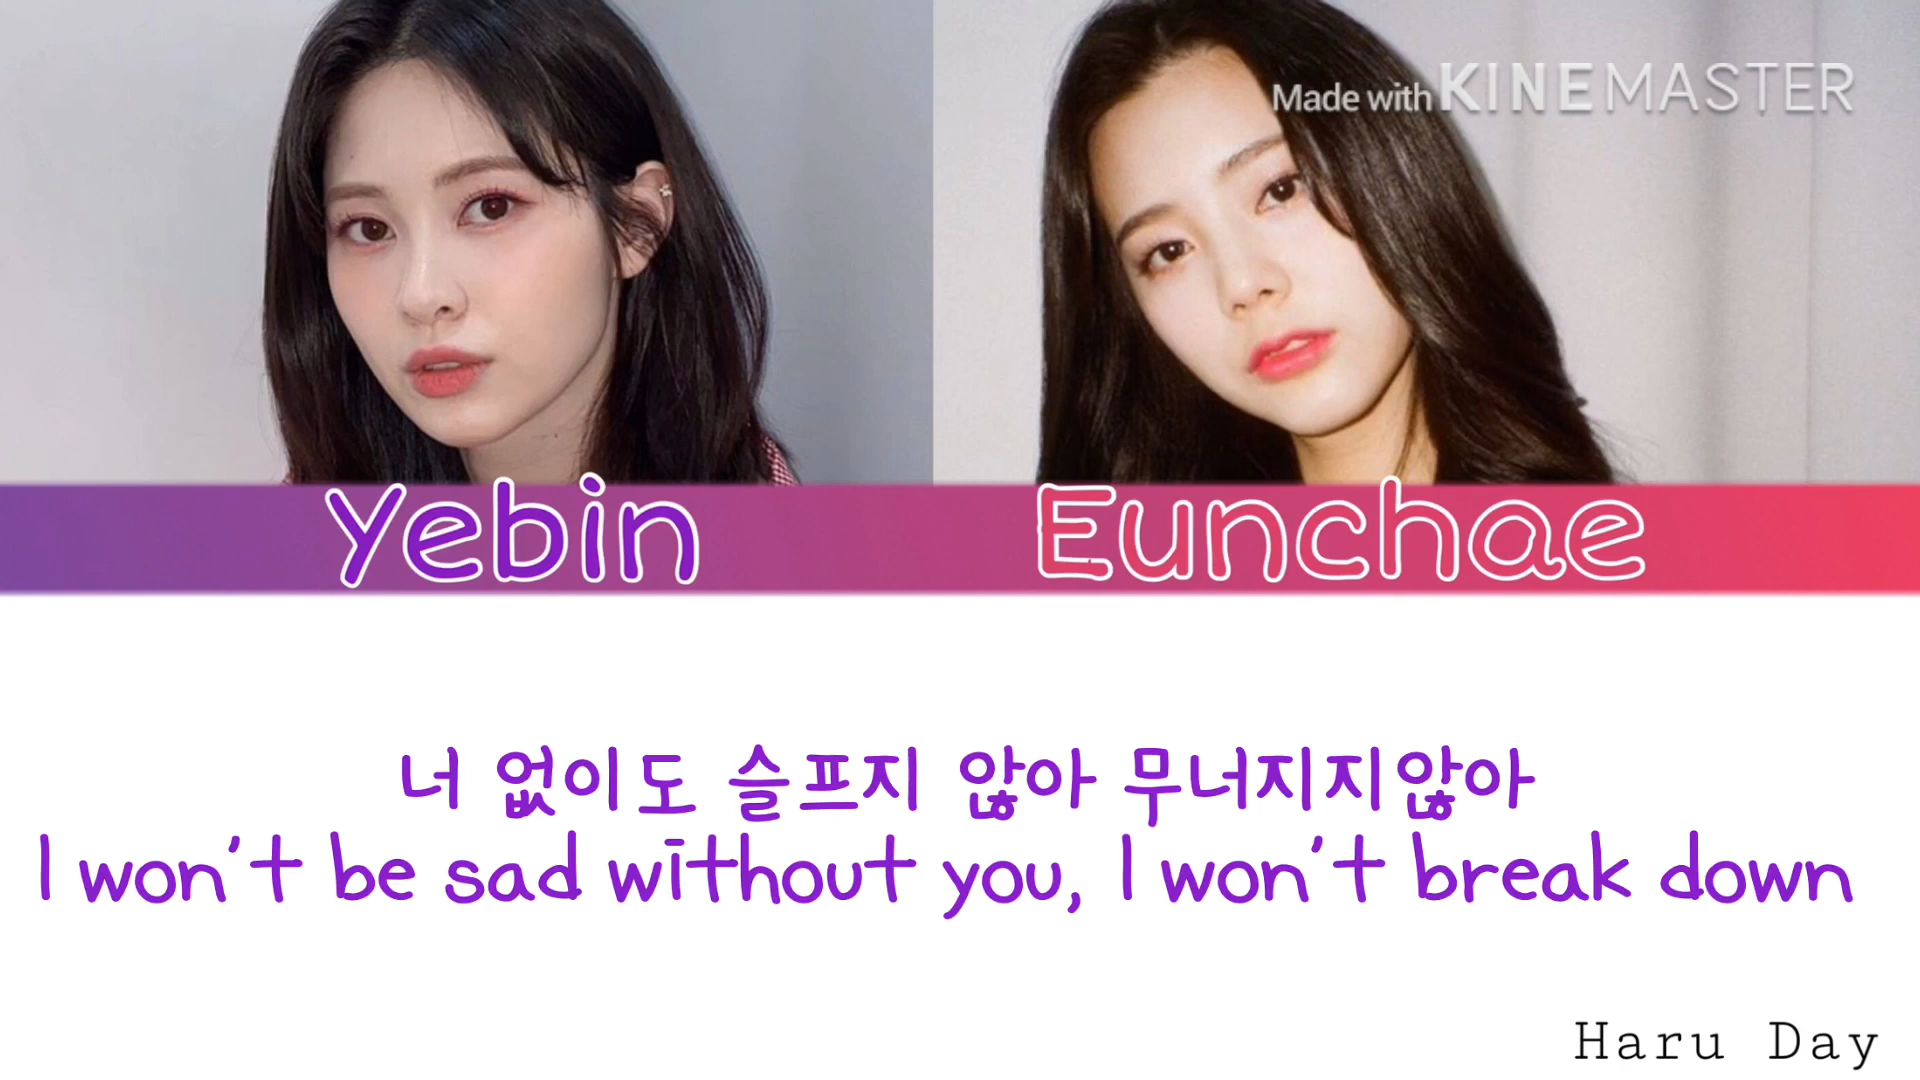 Made with KINEMASTER
Yebin Eunchae
너 없이도 슬프지 않아 무너지지않아
I won't be sad without you, I won't break down
Haru Day